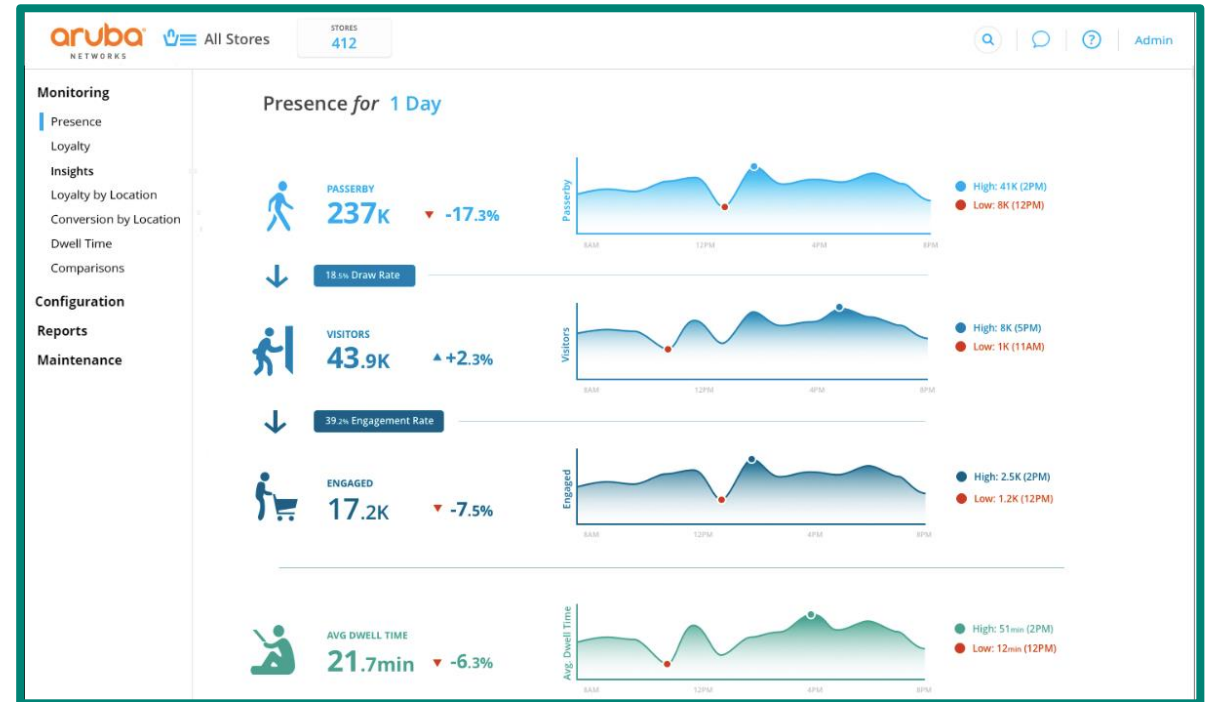 aruba
NETWORKS
All Stores
STORES
412
Admin
Monitoring
Presence
Loyalty
Insights
Loyalty by Location
Conversion by Location
Dwell Time
Comparisons
Configuration
Reports
Maintenance
Presence for 1 Day
PASSERBY
237K -17.3%
Passerby
8AM 12PM 4PM 8PM
High: 41K (2PM)
Low: 8K (12PM)
18.5% Draw Rate
VISITORS
43.9K +2.3%
Visitors
8AM 12PM 4PM 8PM
High: 8K (5PM)
Low: 1K (11AM)
39.2% Engagement Rate
ENGAGED
17.2K -7.5%
Engaged
8AM 12PM 4PM 8PM
High: 2.5K (2PM)
Low: 1.2K (12PM)
AVG DWELL TIME
21.7min -6.3%
Avg. Dwell Time
8AM 12PM 4PM 8PM
High: 51min (2PM)
Low: 12min (12PM)